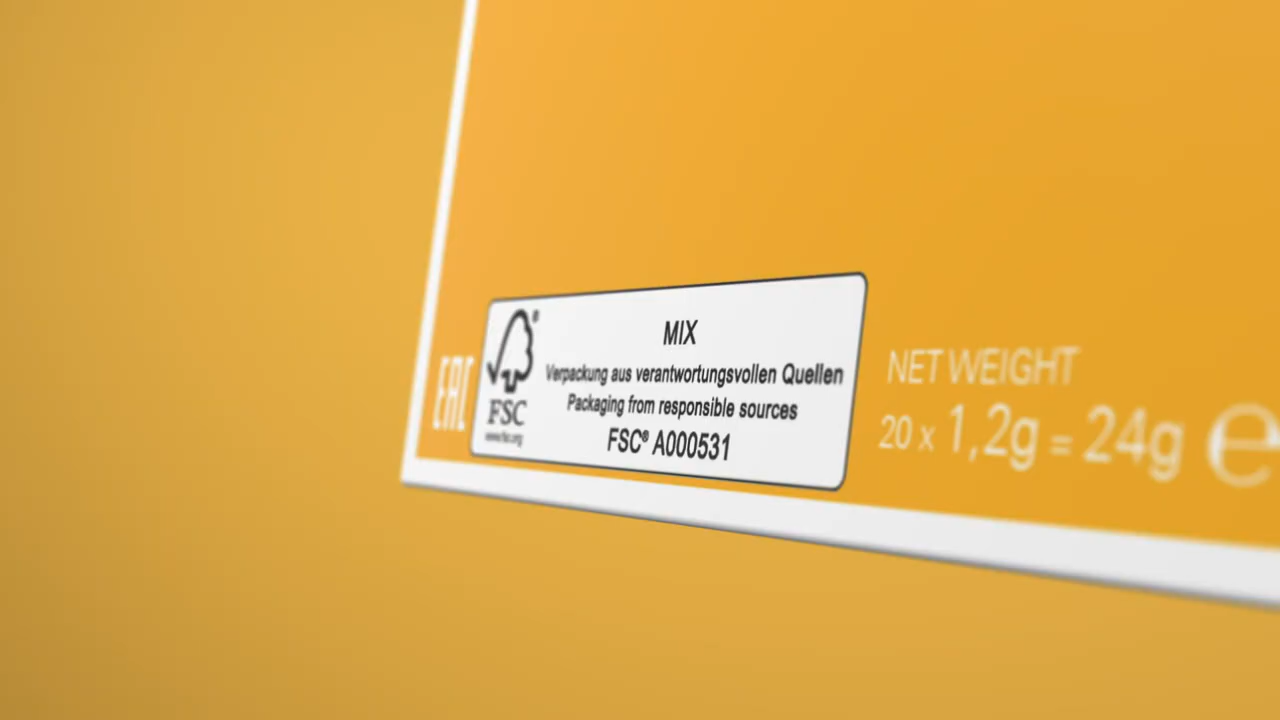 EAC
FSC
www.fsc.org
MIX
Verpackung aus verantwortungsvollen Quellen
Packaging from responsible sources
FSC® A000531
NET WEIGHT
20 x 1,2g = 24g e